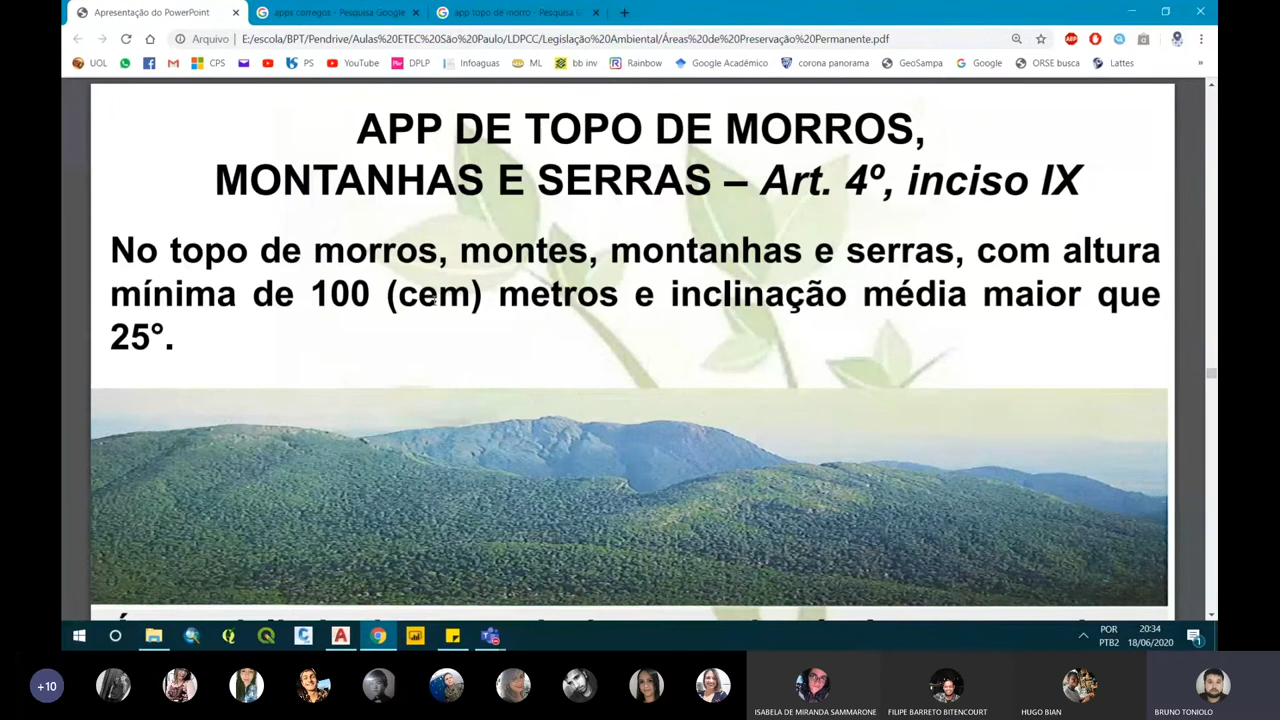 Apresentação do PowerPoint
apps corregos - Pesquisa Google
app topo de morro - Pesquisa G
Arquivo | E:/escola/BPT/Pendrive/Aulas%20ETEC%20São%20Paulo/LDPCC/Legislação%20Ambiental/Áreas%20de%20Preservação%20Permanente.pdf
UOL
CPS
PS
YouTube
DPLP
Infoaguas
ML
bb inv
Rainbow
Google Acadêmico
corona panorama
GeoSampa
Google
ORSE busca
Lattes
APP DE TOPO DE MORROS,
MONTANHAS E SERRAS – Art. 4º, inciso IX
No topo de morros, montes, montanhas e serras, com altura
mínima de 100 (cem) metros e inclinação média maior que
25°.
POR
PTB2
20:34
18/06/2020
+10
ISABELA DE MIRANDA SAMMARONE
FILIPE BARRETO BITENCOURT
HUGO BIAN
BRUNO TONIOLO